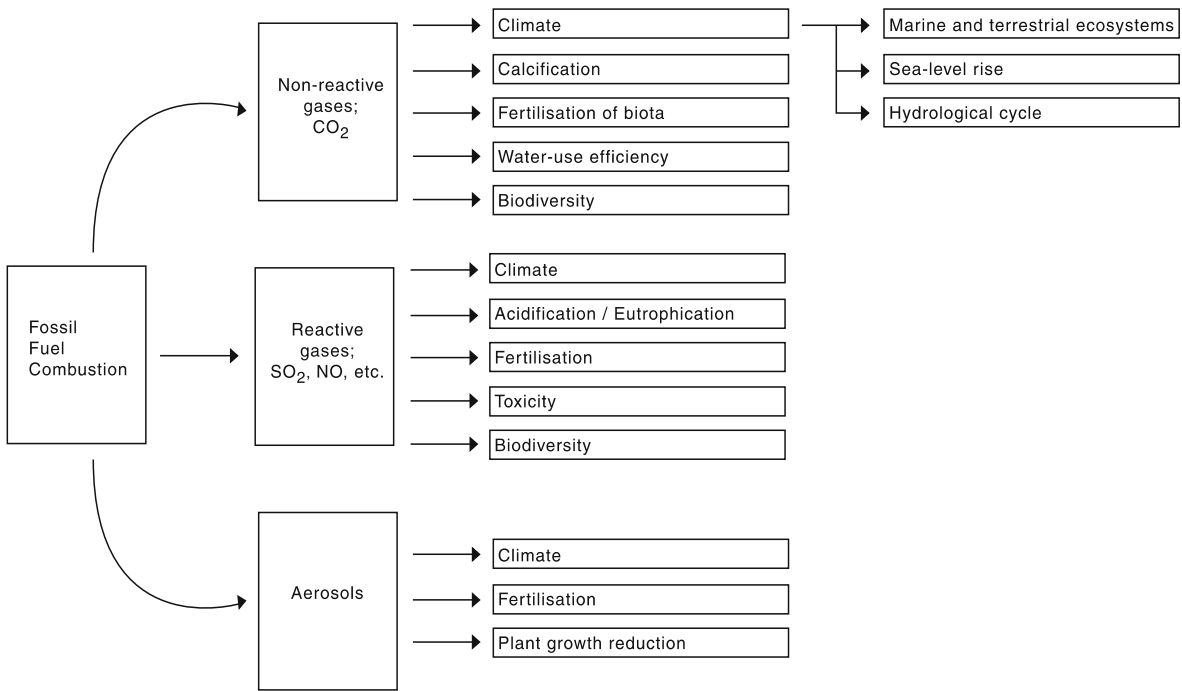 Fossil
Fuel
Combustion
Non-reactive
gases;
CO2
Climate
Calcification
Fertilisation of biota
Water-use efficiency
Biodiversity
Marine and terrestrial ecosystems
Sea-level rise
Hydrological cycle
Reactive
gases;
SO2, NO, etc.
Climate
Acidification / Eutrophication
Fertilisation
Toxicity
Biodiversity
Aerosols
Climate
Fertilisation
Plant growth reduction